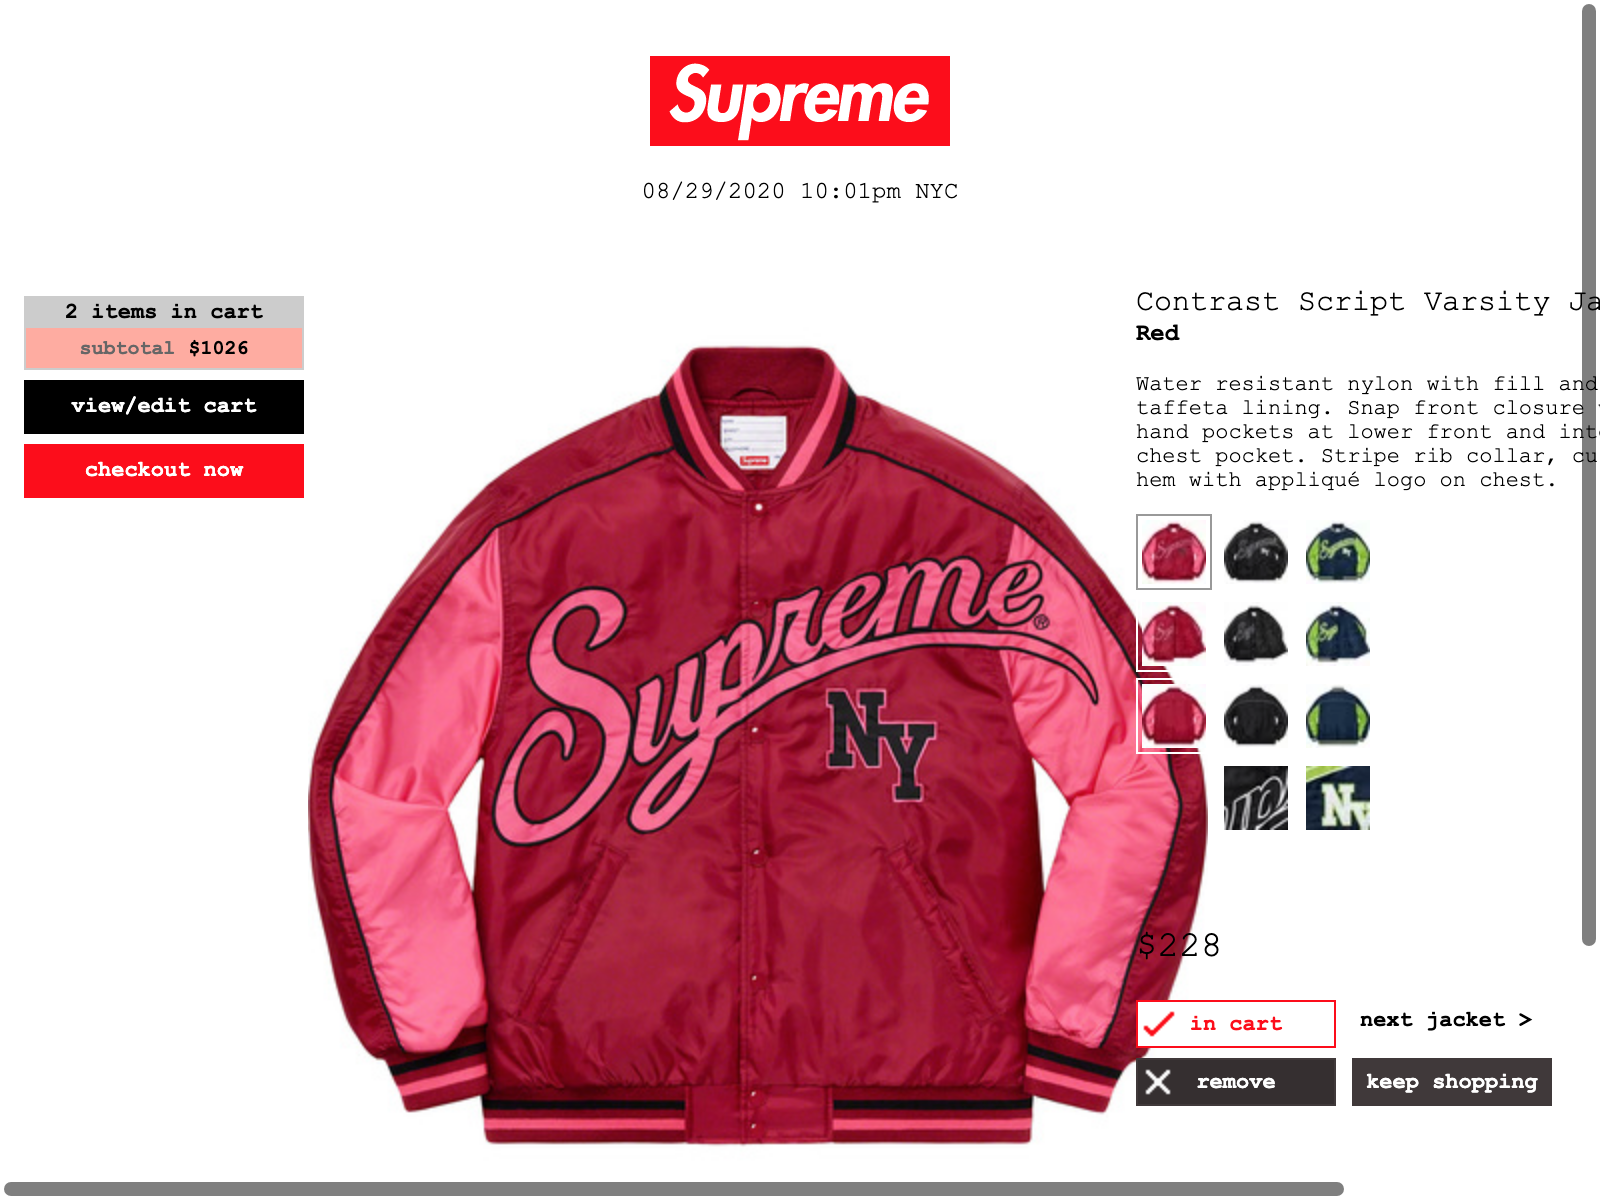 Supreme
08/29/2020 10:01pm NYC
2 items in cart
subtotal $1026
view/edit cart
checkout now
Contrast Script Varsity Ja
Red
Water resistant nylon with fill and
taffeta lining. Snap front closure
hand pockets at lower front and int
chest pocket. Stripe rib collar, cu
hem with appliqué logo on chest.
Supreme
Supreme®
NY
$228
in cart
next jacket >
remove
keep shopping